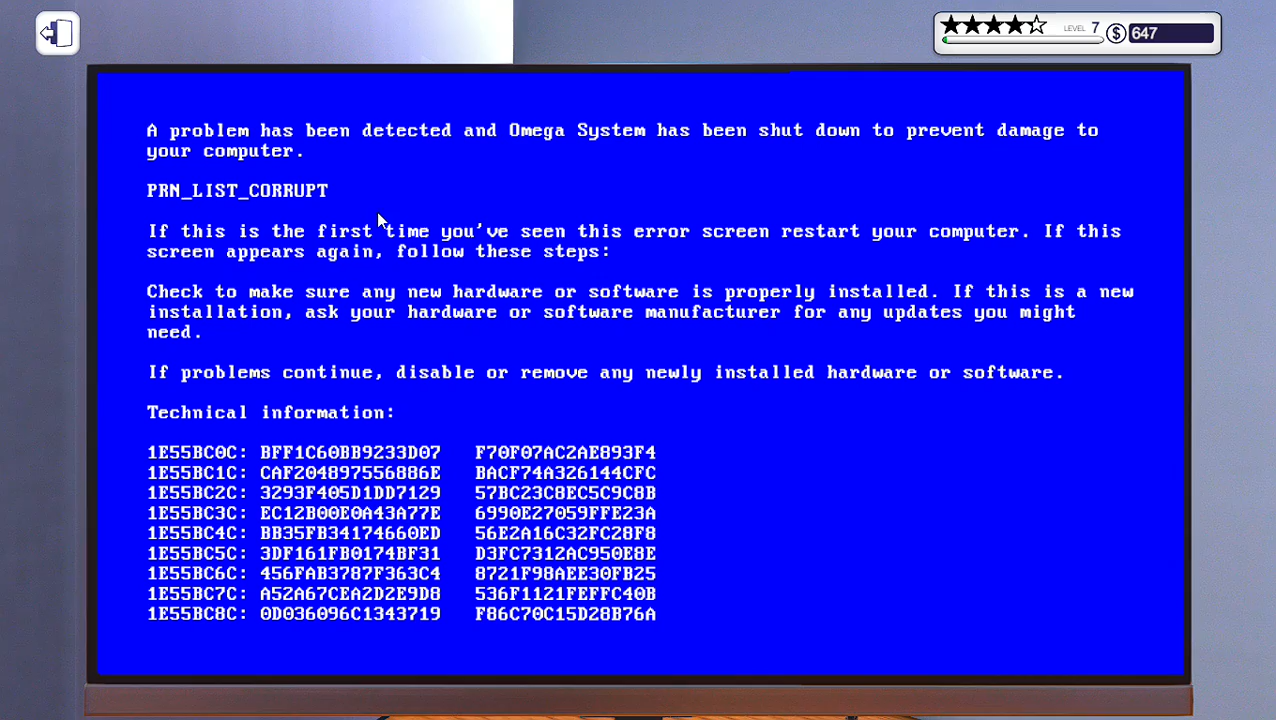 LEVEL 7
$ 647
A problem has been detected and Omega System has been shut down to prevent damage to
your computer.
PRN_LIST_CORRUPT
If this is the first time you've seen this error screen restart your computer. If this
screen appears again, follow these steps:
Check to make sure any new hardware or software is properly installed. If this is a new
installation, ask your hardware or software manufacturer for any updates you might
need.
If problems continue, disable or remove any newly installed hardware or software.
Technical information:
1E55BC0C: BFF1C60BB9233D07 F70F07AC2AE893F4
1E55BC1C: CAF204897556886E BACF74A326144CFC
1E55BC2C: 3293F405D1DD7129 57BC23C8EC5C9C8B
1E55BC3C: EC12B00E0A43A77E 6990E27059FFE23A
1E55BC4C: BB35FB34174660ED 56E2A16C32FC28F8
1E55BC5C: 3DF161FB0174BF31 D3FC7312AC950E8E
1E55BC6C: 456FAB3787F363C4 8721F98AEE30FB25
1E55BC7C: A52A67CEA2D2E9D8 536F1121FEFFC40B
1E55BC8C: 0D036096C1343719 F86C70C15D28B76A